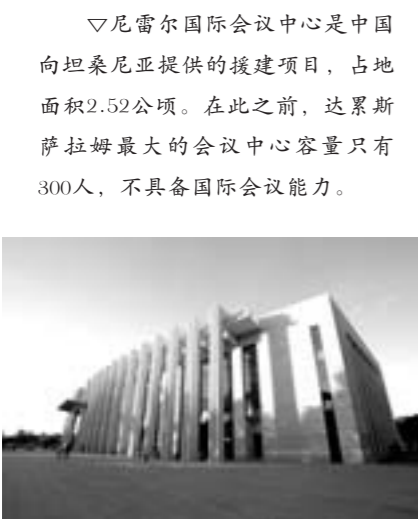 ▽尼雷尔国际会议中心是中国
向坦桑尼亚提供的援建项目，占地
面积2.52公顷。在此之前，达累斯
萨拉姆最大的会议中心容量只有
300人，不具备国际会议能力。